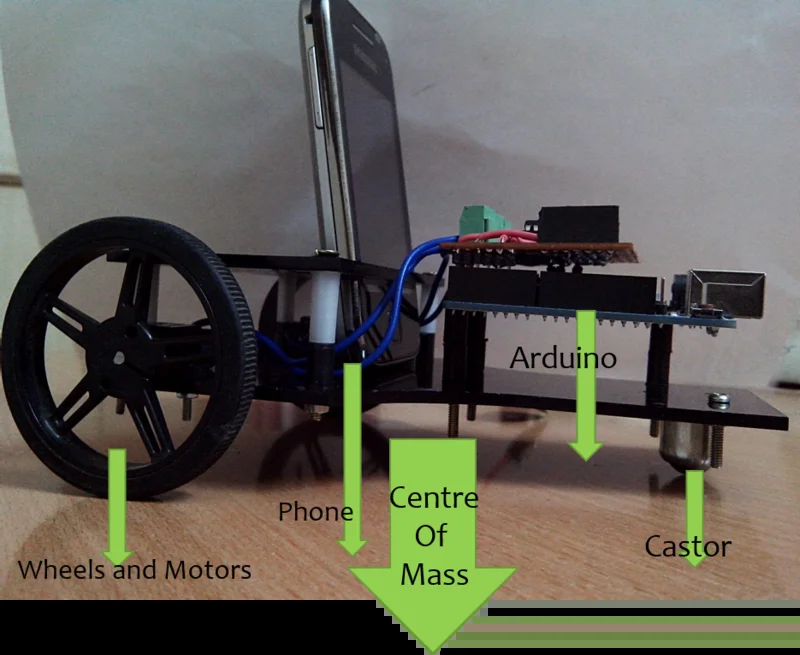 Arduino
Phone
Centre
Of
Mass
Castor
Wheels and Motors